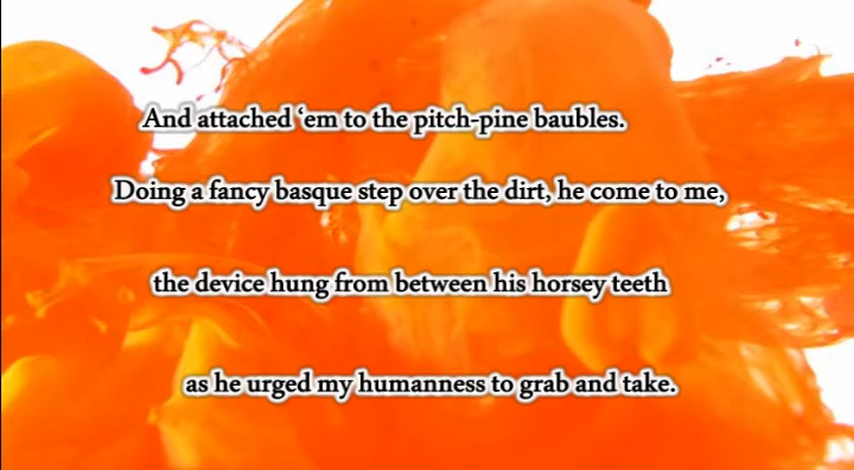 And attached ‘em to the pitch-pine baubles.
Doing a fancy basque step over the dirt, he come to me,
the device hung from between his horsey teeth
as he urged my humanness to grab and take.